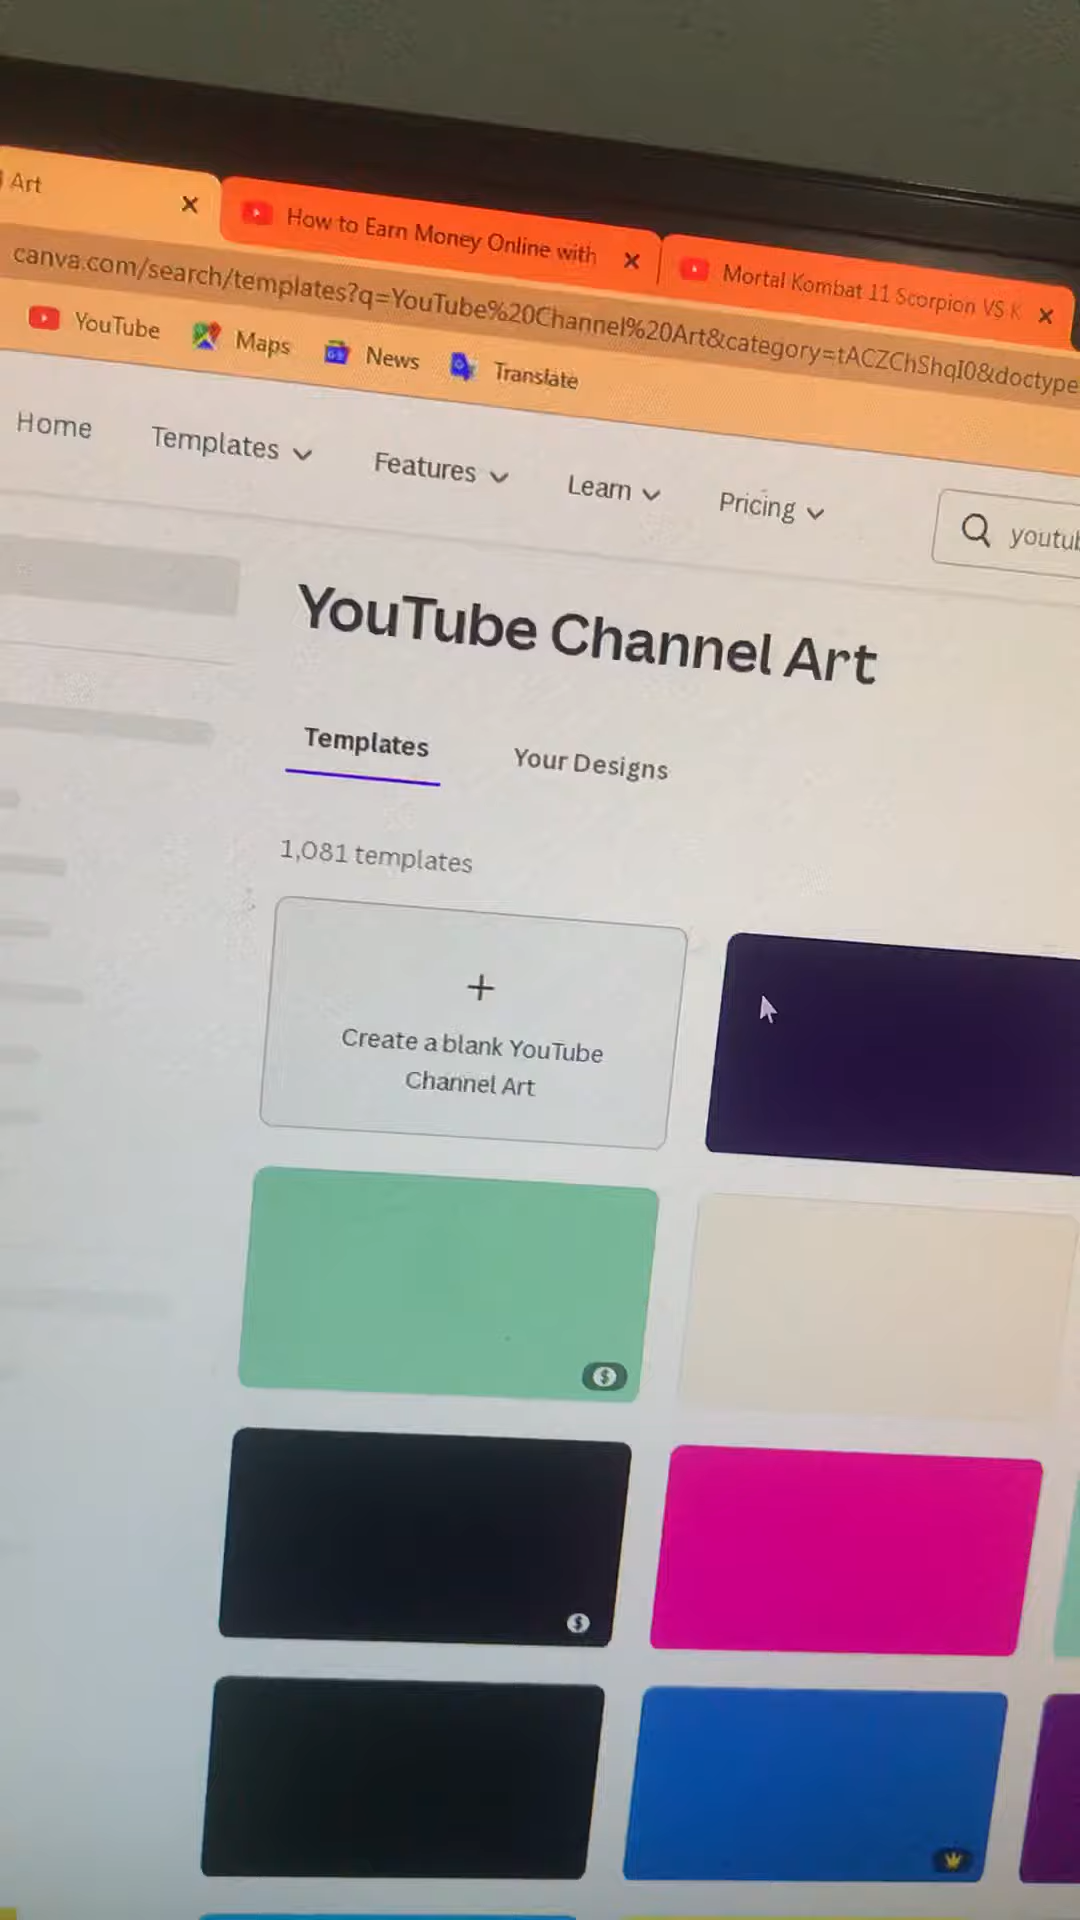 Art
How to Earn Money Online with
Mortal Kombat 11 Scorpion VS K
canva.com/search/templates?q=YouTube%20Channel%20Art&category=tACZChShqI0&doctype
YouTube
Maps
News
Translate
Home
Templates
Features
Learn
Pricing
youtub
YouTube Channel Art
Templates
Your Designs
1,081 templates
Create a blank YouTube
Channel Art